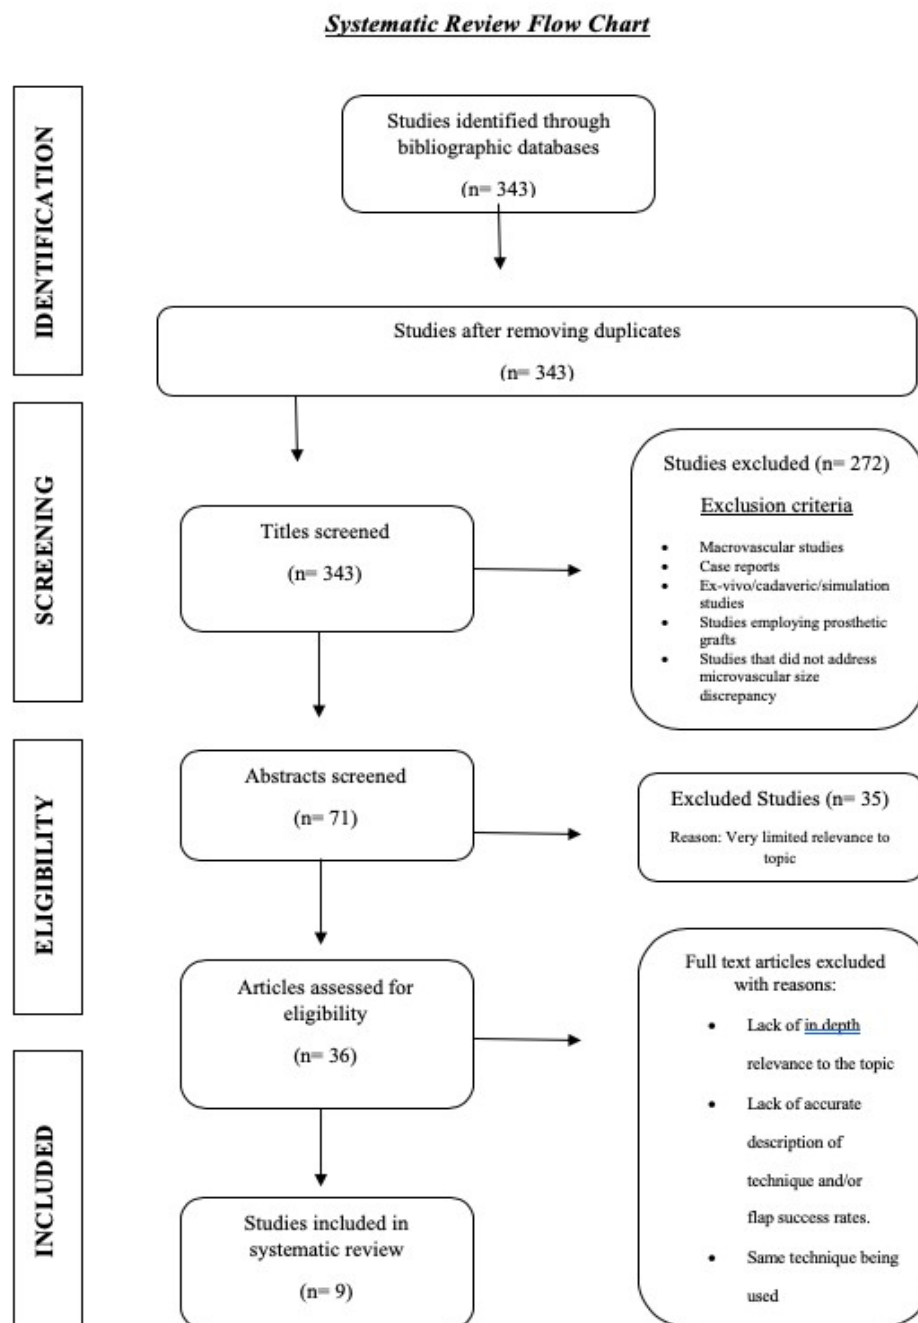 Systematic Review Flow Chart
IDENTIFICATION
Studies identified through
bibliographic databases
(n= 343)
Studies after removing duplicates
(n= 343)
SCREENING
Titles screened
(n= 343)
Studies excluded (n= 272)
Exclusion criteria
• Macrovascular studies
• Case reports
• Ex-vivo/cadaveric/simulation
studies
• Studies employing prosthetic
grafts
• Studies that did not address
microvascular size
discrepancy
ELIGIBILITY
Abstracts screened
(n= 71)
Excluded Studies (n= 35)
Reason: Very limited relevance to
topic
Articles assessed for
eligibility
(n= 36)
Full text articles excluded
with reasons:
• Lack of in depth
relevance to the topic
• Lack of accurate
description of
technique and/or
flap success rates.
• Same technique being
used
INCLUDED
Studies included in
systematic review
(n= 9)